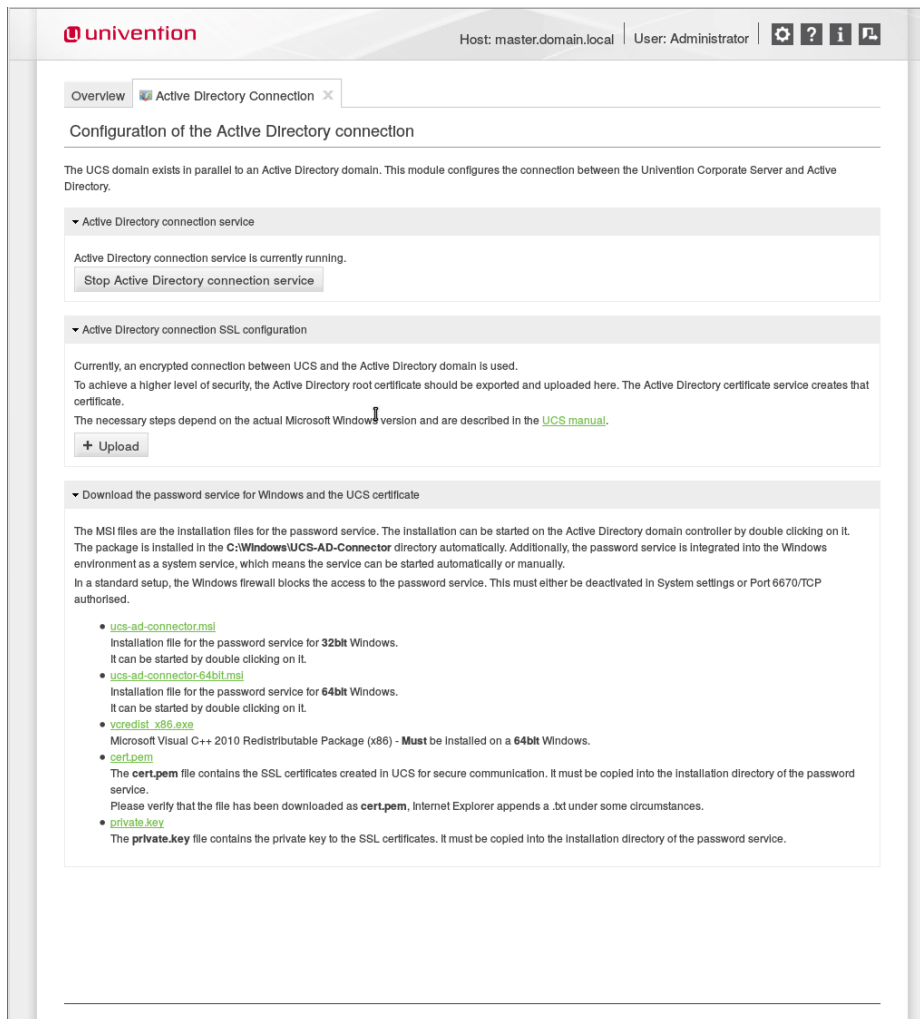 univention
Host: master.domain.local
User: Administrator
Overview
Active Directory Connection
Configuration of the Active Directory connection
The UCS domain exists in parallel to an Active Directory domain. This module configures the connection between the Univention Corporate Server and Active
Directory.
Active Directory connection service
Active Directory connection service is currently running.
Stop Active Directory connection service
Active Directory connection SSL configuration
Currently, an encrypted connection between UCS and the Active Directory domain is used.
To achieve a higher level of security, the Active Directory root certificate should be exported and uploaded here. The Active Directory certificate service creates that
certificate.
The necessary steps depend on the actual Microsoft Windows version and are described in the UCS manual.
+ Upload
Download the password service for Windows and the UCS certificate
The MSI files are the installation files for the password service. The installation can be started on the Active Directory domain controller by double clicking on it.
The package is installed in the C:\Windows\UCS-AD-Connector directory automatically. Additionally, the password service is integrated into the Windows
environment as a system service, which means the service can be started automatically or manually.
In a standard setup, the Windows firewall blocks the access to the password service. This must either be deactivated in System settings or Port 6670/TCP
authorised.
• ucs-ad-connector.msi
Installation file for the password service for 32bit Windows.
It can be started by double clicking on it.
• ucs-ad-connector-64bit.msi
Installation file for the password service for 64bit Windows.
It can be started by double clicking on it.
• vcredist_x86.exe
Microsoft Visual C++ 2010 Redistributable Package (x86) - Must be installed on a 64bit Windows.
• cert.pem
The cert.pem file contains the SSL certificates created in UCS for secure communication. It must be copied into the installation directory of the password
service.
Please verify that the file has been downloaded as cert.pem, Internet Explorer appends a .txt under some circumstances.
• private.key
The private.key file contains the private key to the SSL certificates. It must be copied into the installation directory of the password service.